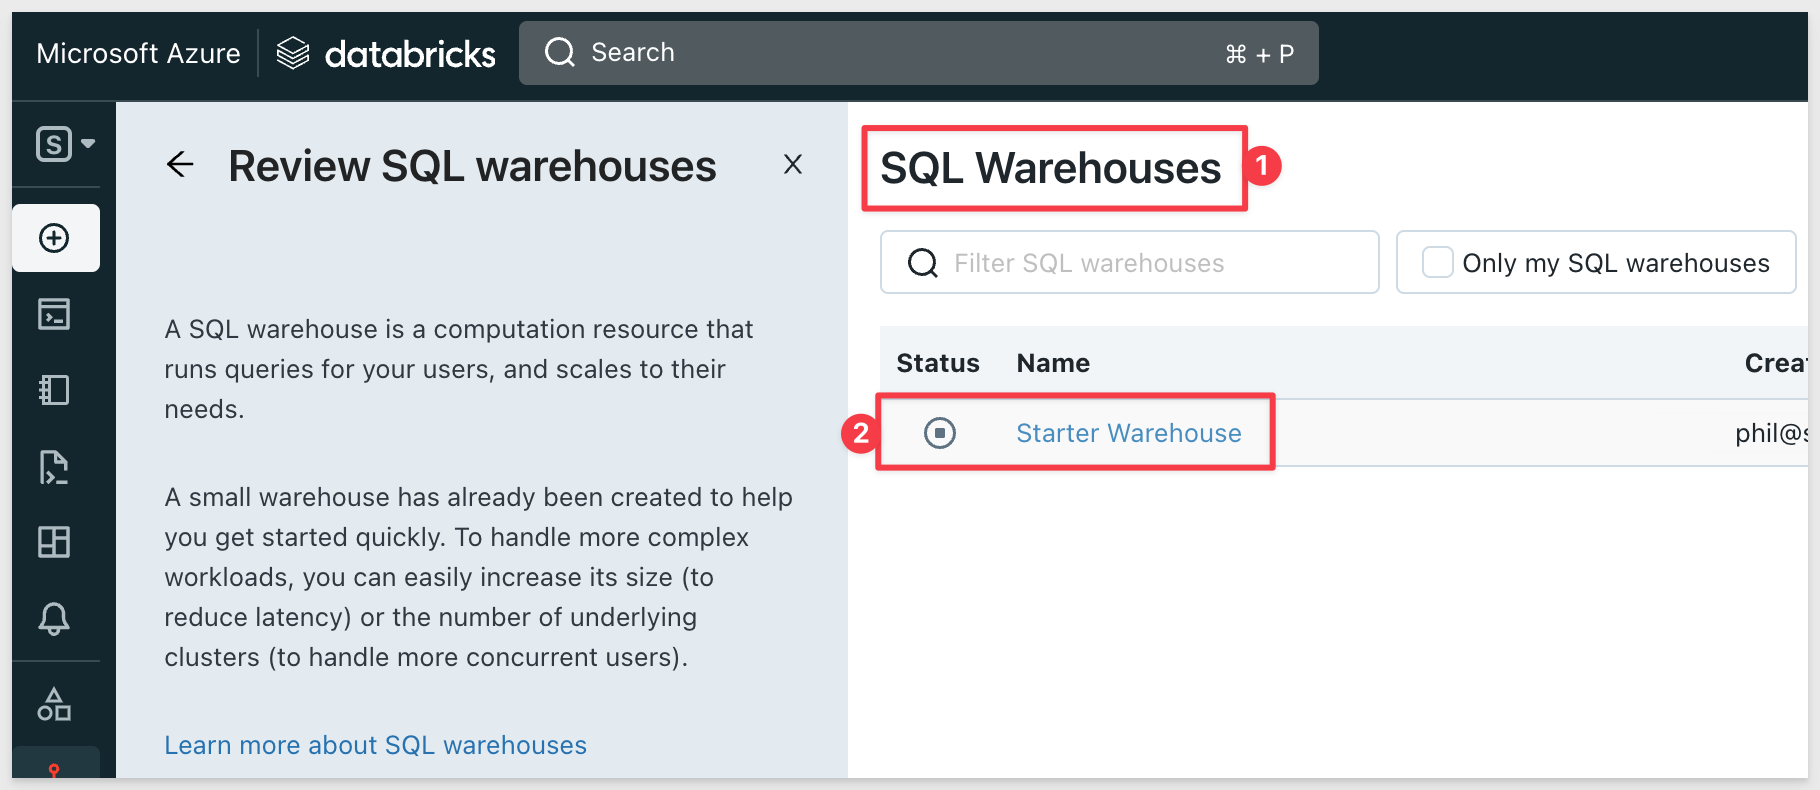 Microsoft Azure databricks Search ⌘ + P
S
Review SQL warehouses X
A SQL warehouse is a computation resource that
runs queries for your users, and scales to their
needs.
A small warehouse has already been created to help
you get started quickly. To handle more complex
workloads, you can easily increase its size (to
reduce latency) or the number of underlying
clusters (to handle more concurrent users).
Learn more about SQL warehouses
SQL Warehouses 1
Filter SQL warehouses Only my SQL warehouses
Status Name Creat
2 Starter Warehouse phil@s